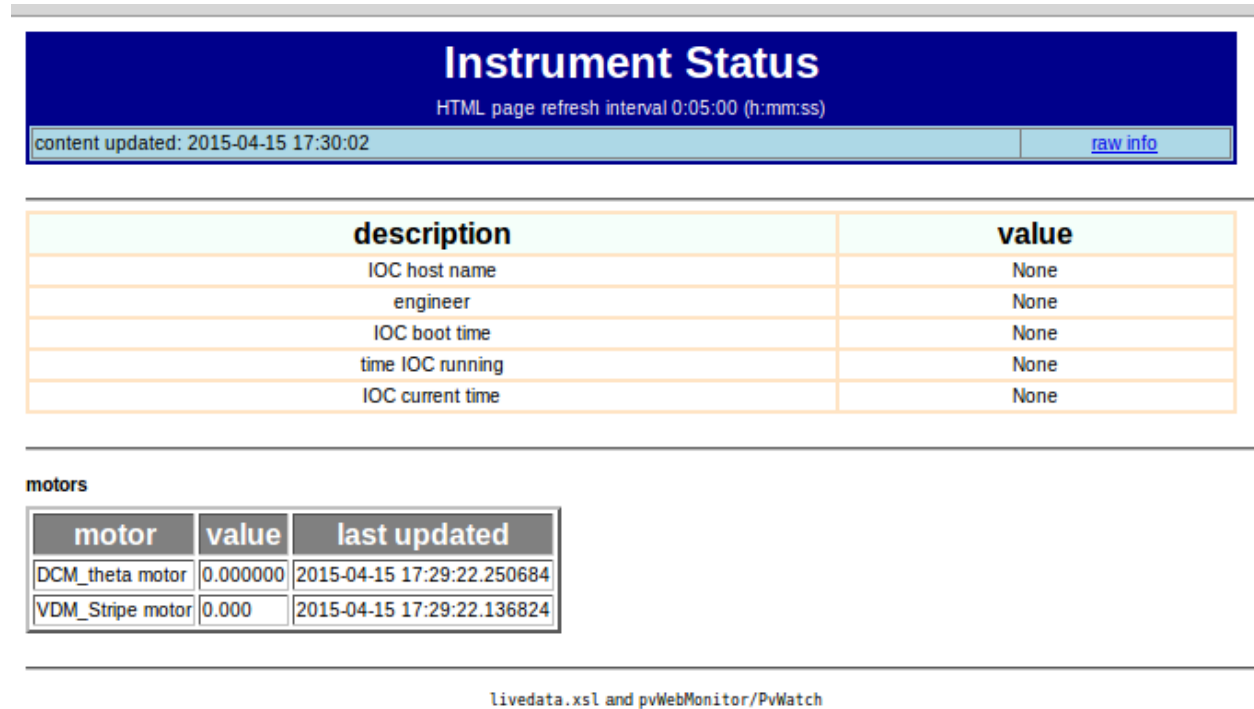 Instrument Status
HTML page refresh interval 0:05:00 (h:mm:ss)
content updated: 2015-04-15 17:30:02 raw info
description value
IOC host name None
engineer None
IOC boot time None
time IOC running None
IOC current time None
motors
motor value last updated
DCM_theta motor 0.000000 2015-04-15 17:29:22.250684
VDM_Stripe motor 0.000 2015-04-15 17:29:22.136824
livedata.xsl and pvWebMonitor/PvWatch